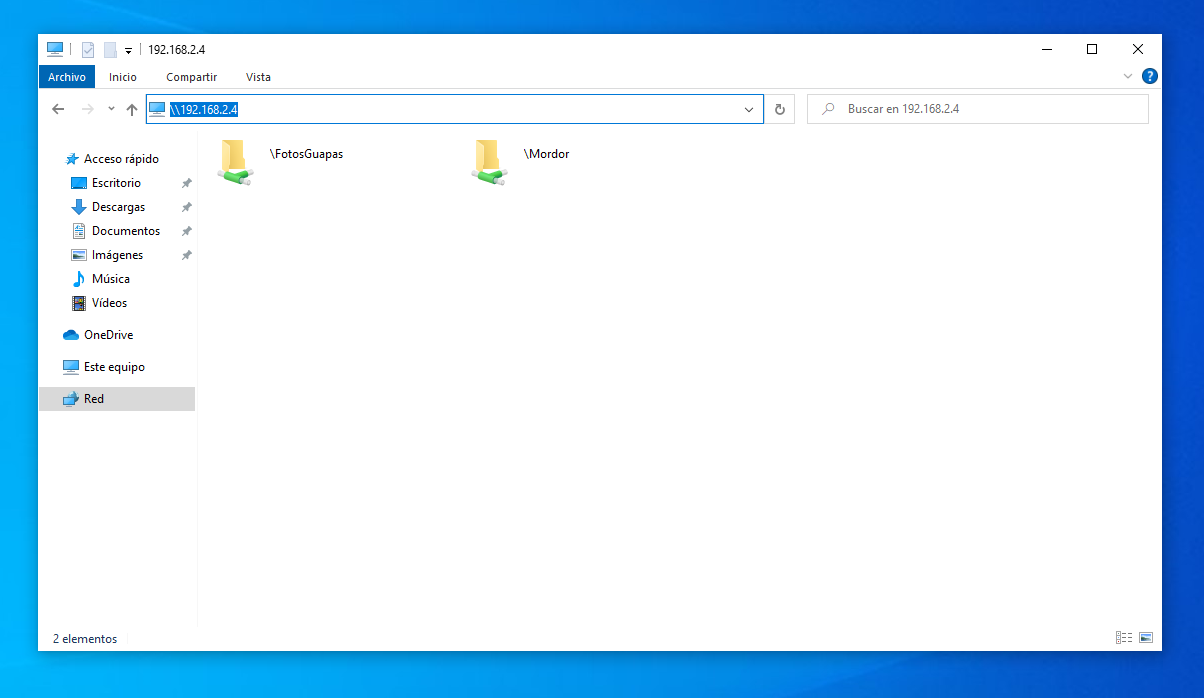 192.168.2.4
Archivo Inicio Compartir Vista ?
\\192.168.2.4 Buscar en 192.168.2.4
\FotosGuapas \Mordor
Acceso rápido
Escritorio
Descargas
Documentos
Imágenes
Música
Vídeos
OneDrive
Este equipo
Red
2 elementos